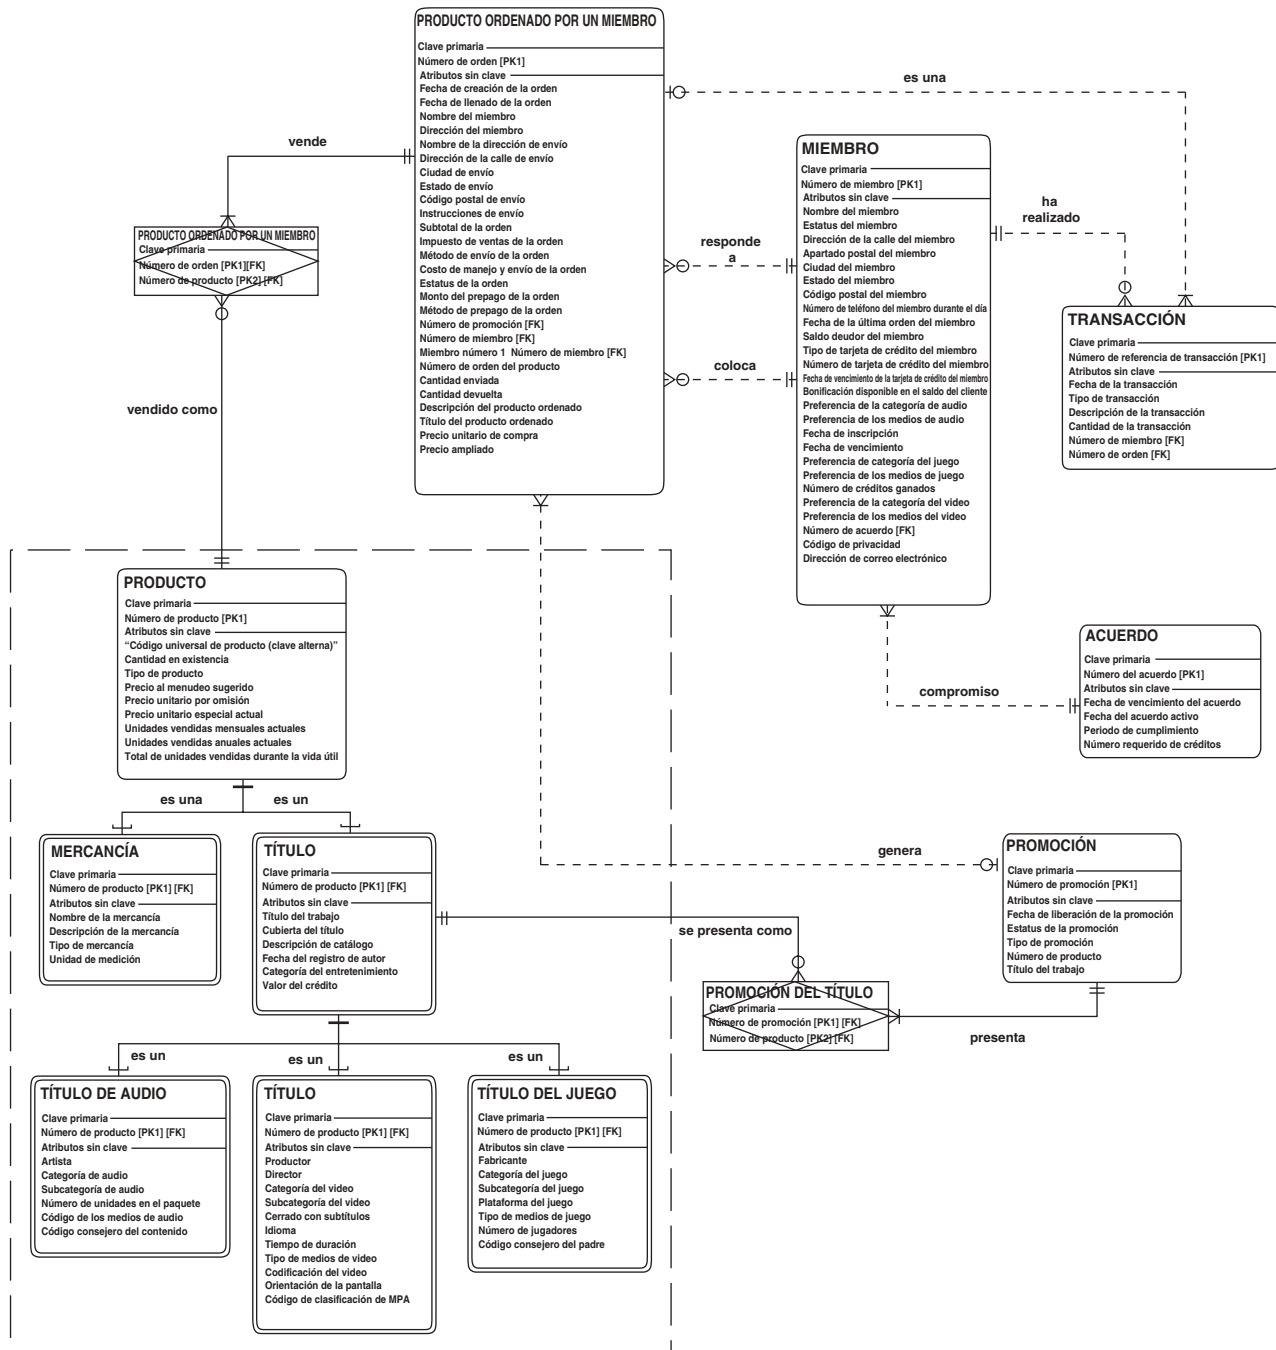 PRODUCTO ORDENADO POR UN MIEMBRO
Clave primaria
Número de orden [PK1]
Atributos sin clave
Fecha de creación de la orden
Fecha de llenado de la orden
Nombre del miembro
Dirección del miembro
Nombre de la dirección de envío
Dirección de la calle de envío
Ciudad de envío
Estado de envío
Código postal de envío
Instrucciones de envío
Subtotal de la orden
Impuesto de ventas de la orden
Método de envío de la orden
Costo de manejo y envío de la orden
Estatus de la orden
Monto del prepago de la orden
Método de prepago de la orden
Número de promoción [FK]
Número de miembro [FK]
Miembro número 1 Número de miembro [FK]
Número de orden del producto
Cantidad enviada
Cantidad devuelta
Descripción del producto ordenado
Título del producto ordenado
Precio unitario de compra
Precio ampliado
es una
vende
PRODUCTO ORDENADO POR UN MIEMBRO
Clave primaria
Número de orden [PK1][FK]
Número de producto [PK2] [FK]
vendido como
responde
a
coloca
MIEMBRO
Clave primaria
Número de miembro [PK1]
Atributos sin clave
Nombre del miembro
Estatus del miembro
Dirección de la calle del miembro
Apartado postal del miembro
Ciudad del miembro
Estado del miembro
Código postal del miembro
Número de teléfono del miembro durante el día
Fecha de la última orden del miembro
Saldo deudor del miembro
Tipo de tarjeta de crédito del miembro
Número de tarjeta de crédito del miembro
Fecha de vencimiento de la tarjeta de crédito del miembro
Bonificación disponible en el saldo del cliente
Preferencia de la categoría de audio
Preferencia de los medios de audio
Fecha de inscripción
Fecha de vencimiento
Preferencia de categoría del juego
Preferencia de los medios de juego
Número de créditos ganados
Preferencia de la categoría del video
Preferencia de los medios del video
Número de acuerdo [FK]
Código de privacidad
Dirección de correo electrónico
ha
realizado
TRANSACCIÓN
Clave primaria
Número de referencia de transacción [PK1]
Atributos sin clave
Fecha de la transacción
Tipo de transacción
Descripción de la transacción
Cantidad de la transacción
Número de miembro [FK]
Número de orden [FK]
PRODUCTO
Clave primaria
Número de producto [PK1]
Atributos sin clave
“Código universal de producto (clave alterna)”
Cantidad en existencia
Tipo de producto
Precio al menudeo sugerido
Precio unitario por omisión
Precio unitario especial actual
Unidades vendidas mensuales actuales
Unidades vendidas anuales actuales
Total de unidades vendidas durante la vida útil
compromiso
ACUERDO
Clave primaria
Número del acuerdo [PK1]
Atributos sin clave
Fecha de vencimiento del acuerdo
Fecha del acuerdo activo
Periodo de cumplimiento
Número requerido de créditos
es una
es un
MERCANCÍA
Clave primaria
Número de producto [PK1] [FK]
Atributos sin clave
Nombre de la mercancía
Descripción de la mercancía
Tipo de mercancía
Unidad de medición
TÍTULO
Clave primaria
Número de producto [PK1] [FK]
Atributos sin clave
Título del trabajo
Cubierta del título
Descripción de catálogo
Fecha del registro de autor
Categoría del entretenimiento
Valor del crédito
genera
PROMOCIÓN
Clave primaria
Número de promoción [PK1]
Atributos sin clave
Fecha de liberación de la promoción
Estatus de la promoción
Tipo de promoción
Número de producto
Título del trabajo
se presenta como
PROMOCIÓN DEL TÍTULO
Clave primaria
Número de promoción [PK1] [FK]
Número de producto [PK2] [FK]
presenta
es un
es un
es un
TÍTULO DE AUDIO
Clave primaria
Número de producto [PK1] [FK]
Atributos sin clave
Artista
Categoría de audio
Subcategoría de audio
Número de unidades en el paquete
Código de los medios de audio
Código consejero del contenido
TÍTULO
Clave primaria
Número de producto [PK1] [FK]
Atributos sin clave
Productor
Director
Categoría del video
Subcategoría del video
Cerrado con subtítulos
Idioma
Tiempo de duración
Tipo de medios de video
Codificación del video
Orientación de la pantalla
Código de clasificación de MPA
TÍTULO DEL JUEGO
Clave primaria
Número de producto [PK1] [FK]
Atributos sin clave
Fabricante
Categoría del juego
Subcategoría del juego
Plataforma del juego
Tipo de medios de juego
Número de jugadores
Código consejero del padre